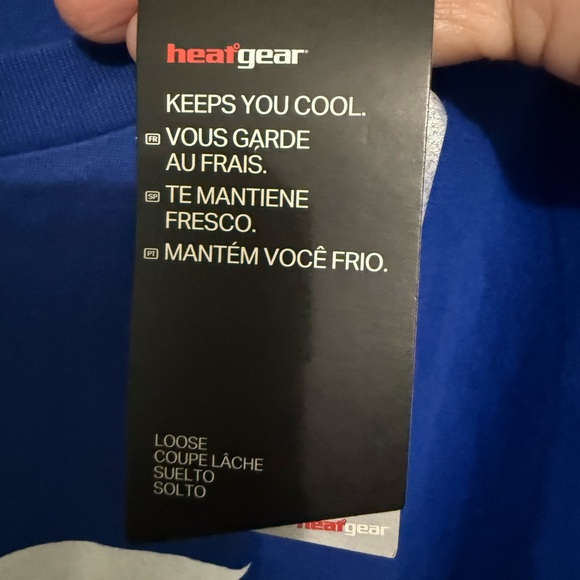 heatgear
KEEPS YOU COOL.
FR VOUS GARDE
AU FRAIS.
SP TE MANTIENE
FRESCO.
PT MANTÉM VOCÊ FRIO.
LOOSE
COUPE LÂCHE
SUELTO
SOLTO
heatgear